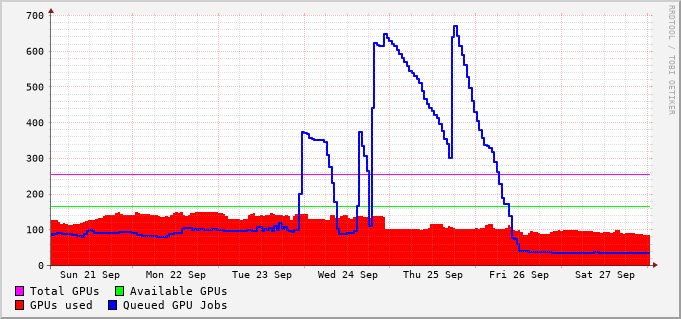 700
600
500
400
300
200
100
0
Sun 21 Sep Mon 22 Sep Tue 23 Sep Wed 24 Sep Thu 25 Sep Fri 26 Sep Sat 27 Sep
Total GPUs Available GPUs
GPUs used Queued GPU Jobs
RRDTOOL / TOBI OETIKER